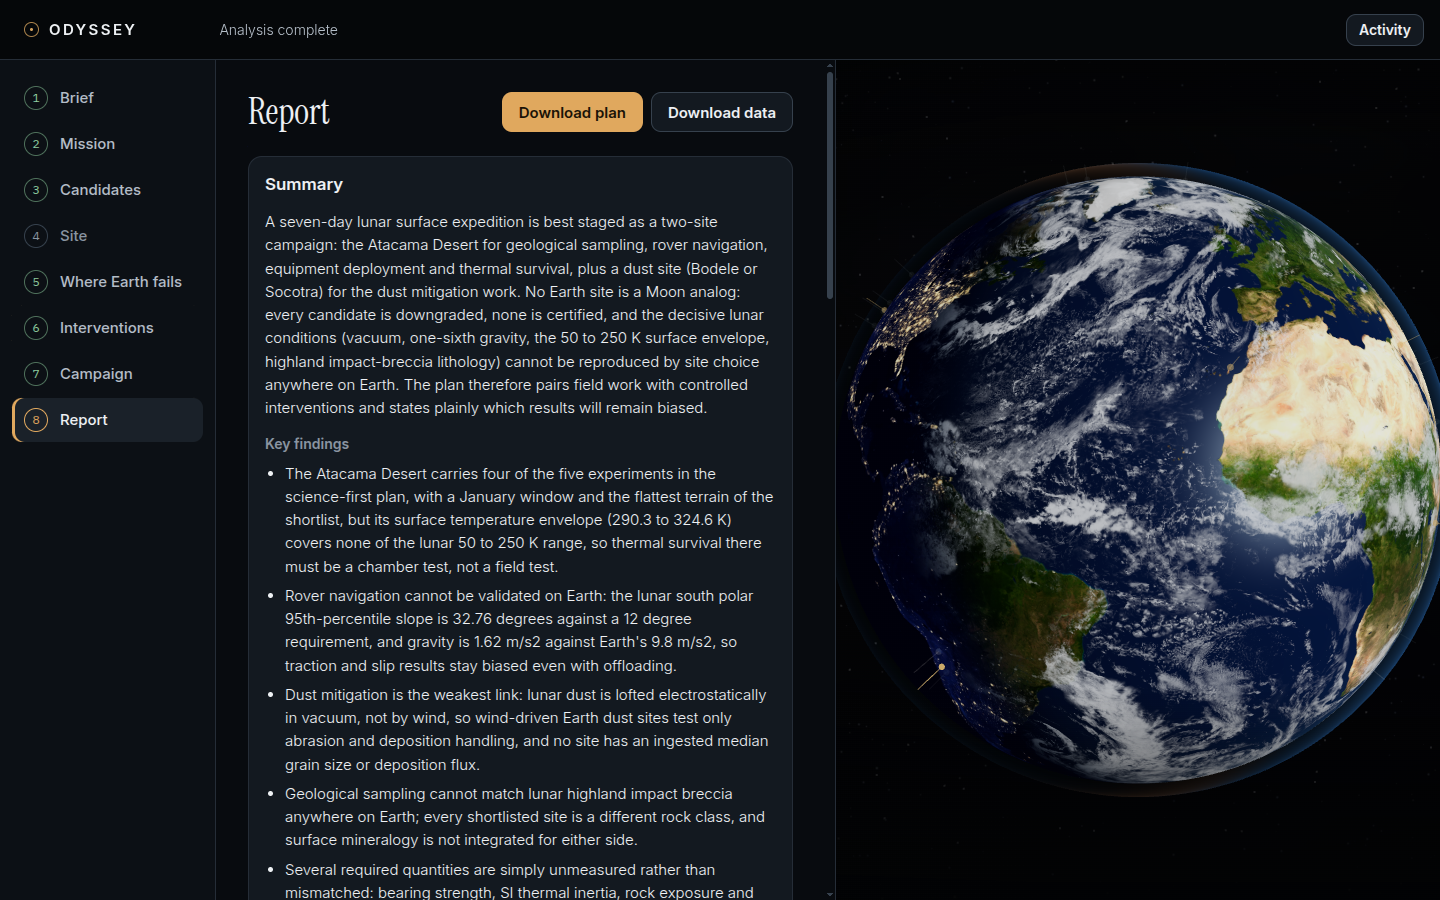 ODYSSEY
Analysis complete
Activity
1 Brief
2 Mission
3 Candidates
4 Site
5 Where Earth fails
6 Interventions
7 Campaign
8 Report
Report
Download plan
Download data
Summary
A seven-day lunar surface expedition is best staged as a two-site
campaign: the Atacama Desert for geological sampling, rover navigation,
equipment deployment and thermal survival, plus a dust site (Bodele or
Socotra) for the dust mitigation work. No Earth site is a Moon analog:
every candidate is downgraded, none is certified, and the decisive lunar
conditions (vacuum, one-sixth gravity, the 50 to 250 K surface envelope,
highland impact-breccia lithology) cannot be reproduced by site choice
anywhere on Earth. The plan therefore pairs field work with controlled
interventions and states plainly which results will remain biased.
Key findings
• The Atacama Desert carries four of the five experiments in the
science-first plan, with a January window and the flattest terrain of the
shortlist, but its surface temperature envelope (290.3 to 324.6 K)
covers none of the lunar 50 to 250 K range, so thermal survival there
must be a chamber test, not a field test.
• Rover navigation cannot be validated on Earth: the lunar south polar
95th-percentile slope is 32.76 degrees against a 12 degree
requirement, and gravity is 1.62 m/s2 against Earth's 9.8 m/s2, so
traction and slip results stay biased even with offloading.
• Dust mitigation is the weakest link: lunar dust is lofted electrostatically
in vacuum, not by wind, so wind-driven Earth dust sites test only
abrasion and deposition handling, and no site has an ingested median
grain size or deposition flux.
• Geological sampling cannot match lunar highland impact breccia
anywhere on Earth; every shortlisted site is a different rock class, and
surface mineralogy is not integrated for either side.
• Several required quantities are simply unmeasured rather than
mismatched: bearing strength, SI thermal inertia, rock exposure and